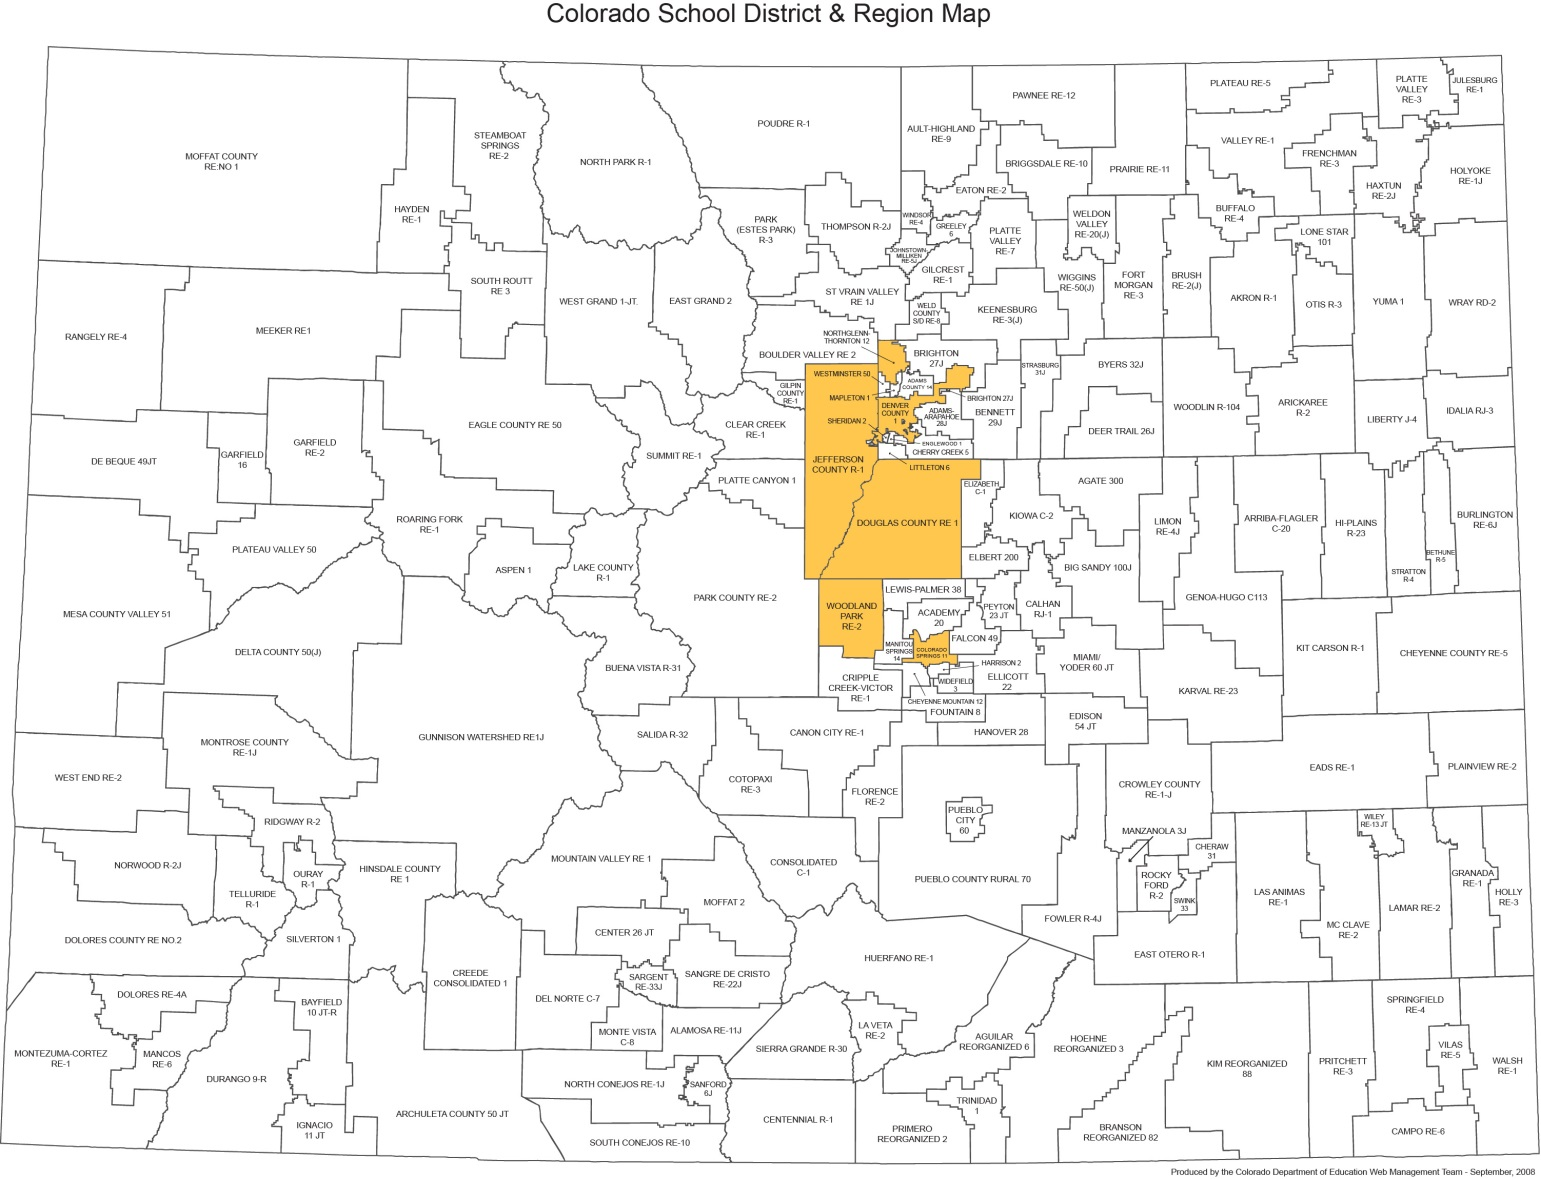 Colorado School District & Region Map
MOFFAT COUNTY
RE:NO 1
HAYDEN
RE-1
STEAMBOAT
SPRINGS
RE-2
NORTH PARK R-1
POUDRE R-1
AULT-HIGHLAND
RE-9
PAWNEE RE-12
BRIGGSDALE RE-10
PRAIRIE RE-11
PLATEAU RE-5
VALLEY RE-1
FRENCHMAN
RE-3
PLATTE
VALLEY
RE-3
JULESBURG
RE-1
HAXTUN
RE-2J
HOLYOKE
RE-1J
EATON RE-2
BUFFALO
RE-4
LONE STAR
101
PARK
(ESTES PARK)
R-3
THOMPSON R-2J
WINDSOR
RE-4
GREELEY
6
PLATTE
VALLEY
RE-7
WELDON
VALLEY
RE-20(J)
JOHNSTOWN-
MILLIKEN
RE-5J
GILCREST
RE-1
WIGGINS
RE-50(J)
FORT
MORGAN
RE-3
BRUSH
RE-2(J)
AKRON R-1
OTIS R-3
YUMA 1
WRAY RD-2
SOUTH ROUTT
RE 3
WEST GRAND 1-JT.
EAST GRAND 2
ST VRAIN VALLEY
RE 1J
WELD
COUNTY
S/D RE-8
KEENESBURG
RE-3(J)
RANGELY RE-4
MEEKER RE1
NORTHGLENN-
THORNTON 12
BOULDER VALLEY RE 2
BRIGHTON
27J
STRASBURG
31J
BYERS 32J
WESTMINSTER 50
ADAMS
COUNTY 14
GILPIN
COUNTY
RE-1
MAPLETON 1
BRIGHTON 27J
DENVER
COUNTY
1
ADAMS-
ARAPAHOE
28J
BENNETT
29J
SHERIDAN 2
ENGLEWOOD 1
CHERRY CREEK 5
LITTLETON 6
DEER TRAIL 26J
WOODLIN R-104
ARICKAREE
R-2
LIBERTY J-4
IDALIA RJ-3
EAGLE COUNTY RE 50
CLEAR CREEK
RE-1
SUMMIT RE-1
JEFFERSON
COUNTY R-1
DE BEQUE 49JT
GARFIELD
16
GARFIELD
RE-2
PLATTE CANYON 1
ELIZABETH
C-1
AGATE 300
KIOWA C-2
DOUGLAS COUNTY RE 1
ELBERT 200
LIMON
RE-4J
ARRIBA-FLAGLER
C-20
HI-PLAINS
R-23
STRATTON
R-4
BETHUNE
R-5
BURLINGTON
RE-6J
ROARING FORK
RE-1
PLATEAU VALLEY 50
ASPEN 1
LAKE COUNTY
R-1
BIG SANDY 100J
MESA COUNTY VALLEY 51
PARK COUNTY RE-2
LEWIS-PALMER 38
WOODLAND
PARK
RE-2
ACADEMY
20
PEYTON
23 JT
CALHAN
RJ-1
GENOA-HUGO C113
FALCON 49
MANITOU
SPRINGS
14
COLORADO
SPRINGS 11
DELTA COUNTY 50(J)
BUENA VISTA R-31
HARRISON 2
ELLICOTT
22
WIDEFIELD
3
MIAMI/
YODER 60 JT
KIT CARSON R-1
CHEYENNE COUNTY RE-5
CRIPPLE
CREEK-VICTOR
RE-1
CHEYENNE MOUNTAIN 12
FOUNTAIN 8
KARVAL RE-23
EDISON
54 JT
HANOVER 28
MONTROSE COUNTY
RE-1J
GUNNISON WATERSHED RE1J
SALIDA R-32
CANON CITY RE-1
WEST END RE-2
COTOPAXI
RE-3
FLORENCE
RE-2
EADS RE-1
PLAINVIEW RE-2
CROWLEY COUNTY
RE-1-J
PUEBLO
CITY
60
RIDGWAY R-2
WILEY
RE-13 JT
MANZANOLA 3J
CHERAW
31
NORWOOD R-2J
OURAY
R-1
TELLURIDE
R-1
HINSDALE COUNTY
RE 1
MOUNTAIN VALLEY RE 1
CONSOLIDATED
C-1
PUEBLO COUNTY RURAL 70
ROCKY
FORD
R-2
SWINK
33
LAS ANIMAS
RE-1
MC CLAVE
RE-2
LAMAR RE-2
GRANADA
RE-1
HOLLY
RE-3
MOFFAT 2
FOWLER R-4J
DOLORES COUNTY RE NO.2
SILVERTON 1
CENTER 26 JT
EAST OTERO R-1
HUERFANO RE-1
CREEDE
CONSOLIDATED 1
SARGENT
RE-33J
SANGRE DE CRISTO
RE-22J
DOLORES RE-4A
BAYFIELD
10 JT-R
DEL NORTE C-7
MONTE VISTA
C-8
ALAMOSA RE-11J
LA VETA
RE-2
SIERRA GRANDE R-30
AGUILAR
REORGANIZED 6
HOEHNE
REORGANIZED 3
SPRINGFIELD
RE-4
MONTEZUMA-CORTEZ
RE-1
MANCOS
RE-6
DURANGO 9-R
KIM REORGANIZED
88
PRITCHETT
RE-3
VILAS
RE-5
WALSH
RE-1
NORTH CONEJOS RE-1J
SANFORD
6J
IGNACIO
11 JT
ARCHULETA COUNTY 50 JT
CENTENNIAL R-1
TRINIDAD
1
PRIMERO
REORGANIZED 2
BRANSON
REORGANIZED 82
CAMPO RE-6
SOUTH CONEJOS RE-10
Produced by the Colorado Department of Education Web Management Team - September, 2008